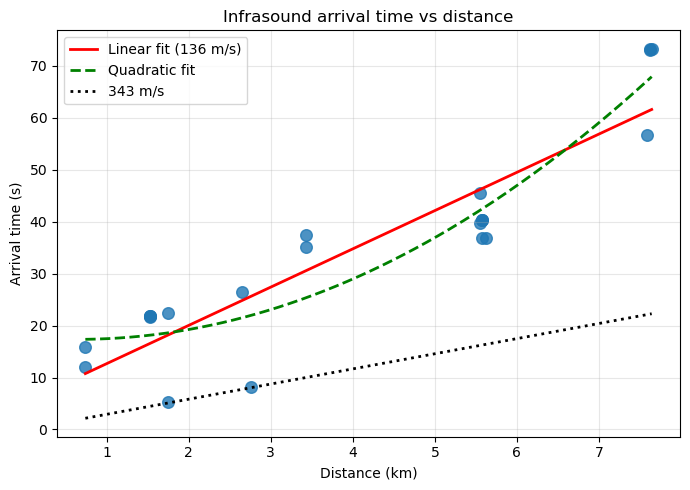 Infrasound arrival time vs distance
Linear fit (136 m/s)
Quadratic fit
343 m/s
Arrival time (s)
70
60
50
40
30
20
10
0
1 2 3 4 5 6 7
Distance (km)